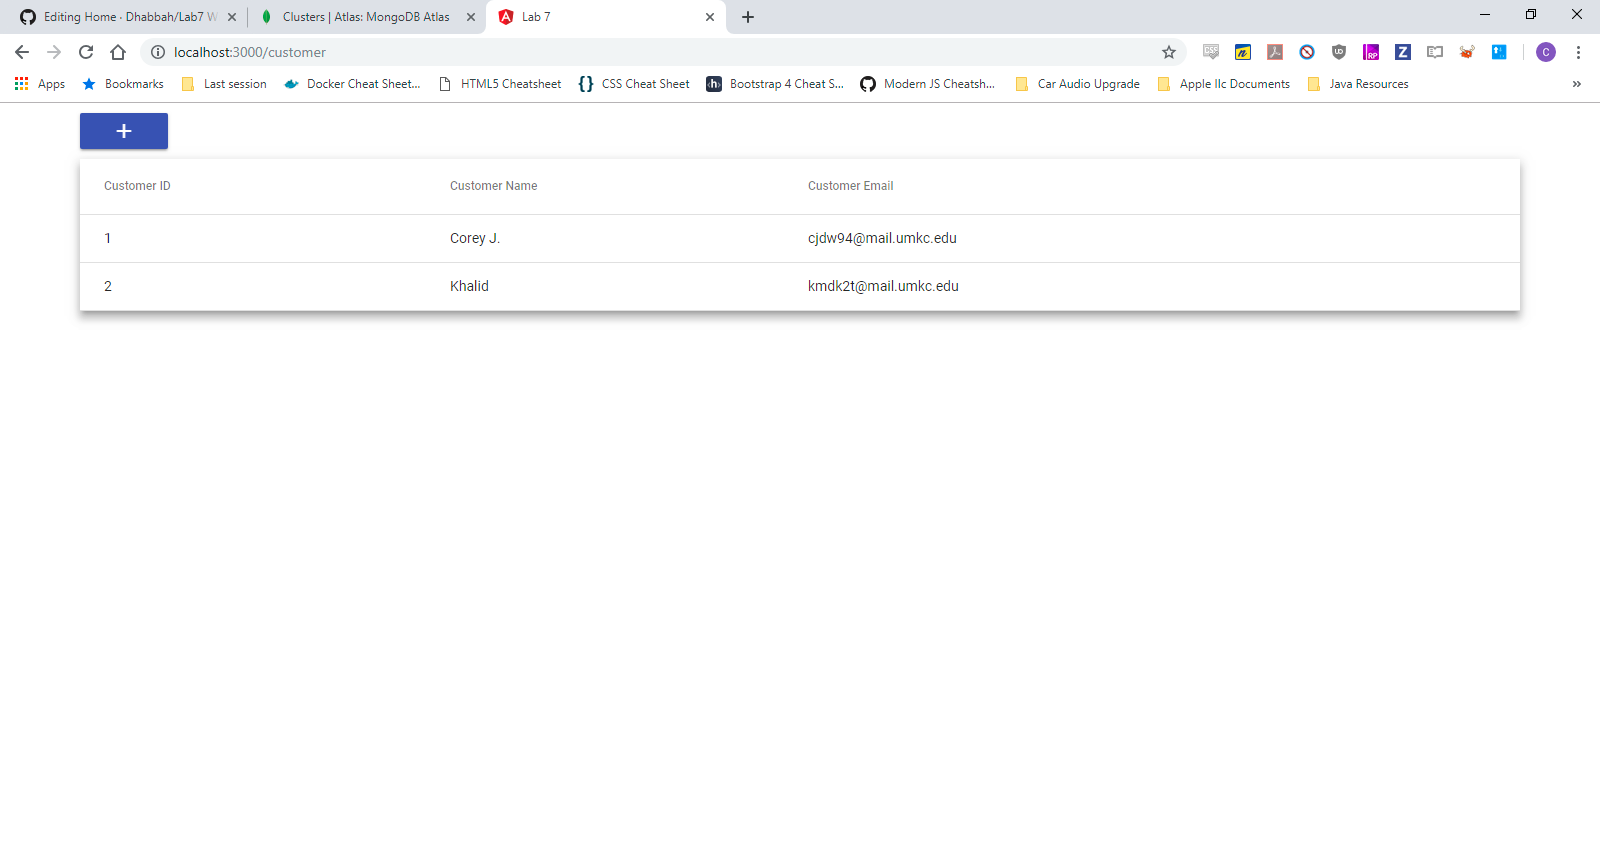 Editing Home · Dhabbah/Lab7 W
Clusters | Atlas: MongoDB Atlas
Lab 7
localhost:3000/customer
C
Apps
Bookmarks
Last session
Docker Cheat Sheet...
HTML5 Cheatsheet
CSS Cheat Sheet
Bootstrap 4 Cheat S...
Modern JS Cheatsh...
Car Audio Upgrade
Apple llc Documents
Java Resources
»
+
Customer ID Customer Name Customer Email
1 Corey J. cjdw94@mail.umkc.edu
2 Khalid kmdk2t@mail.umkc.edu